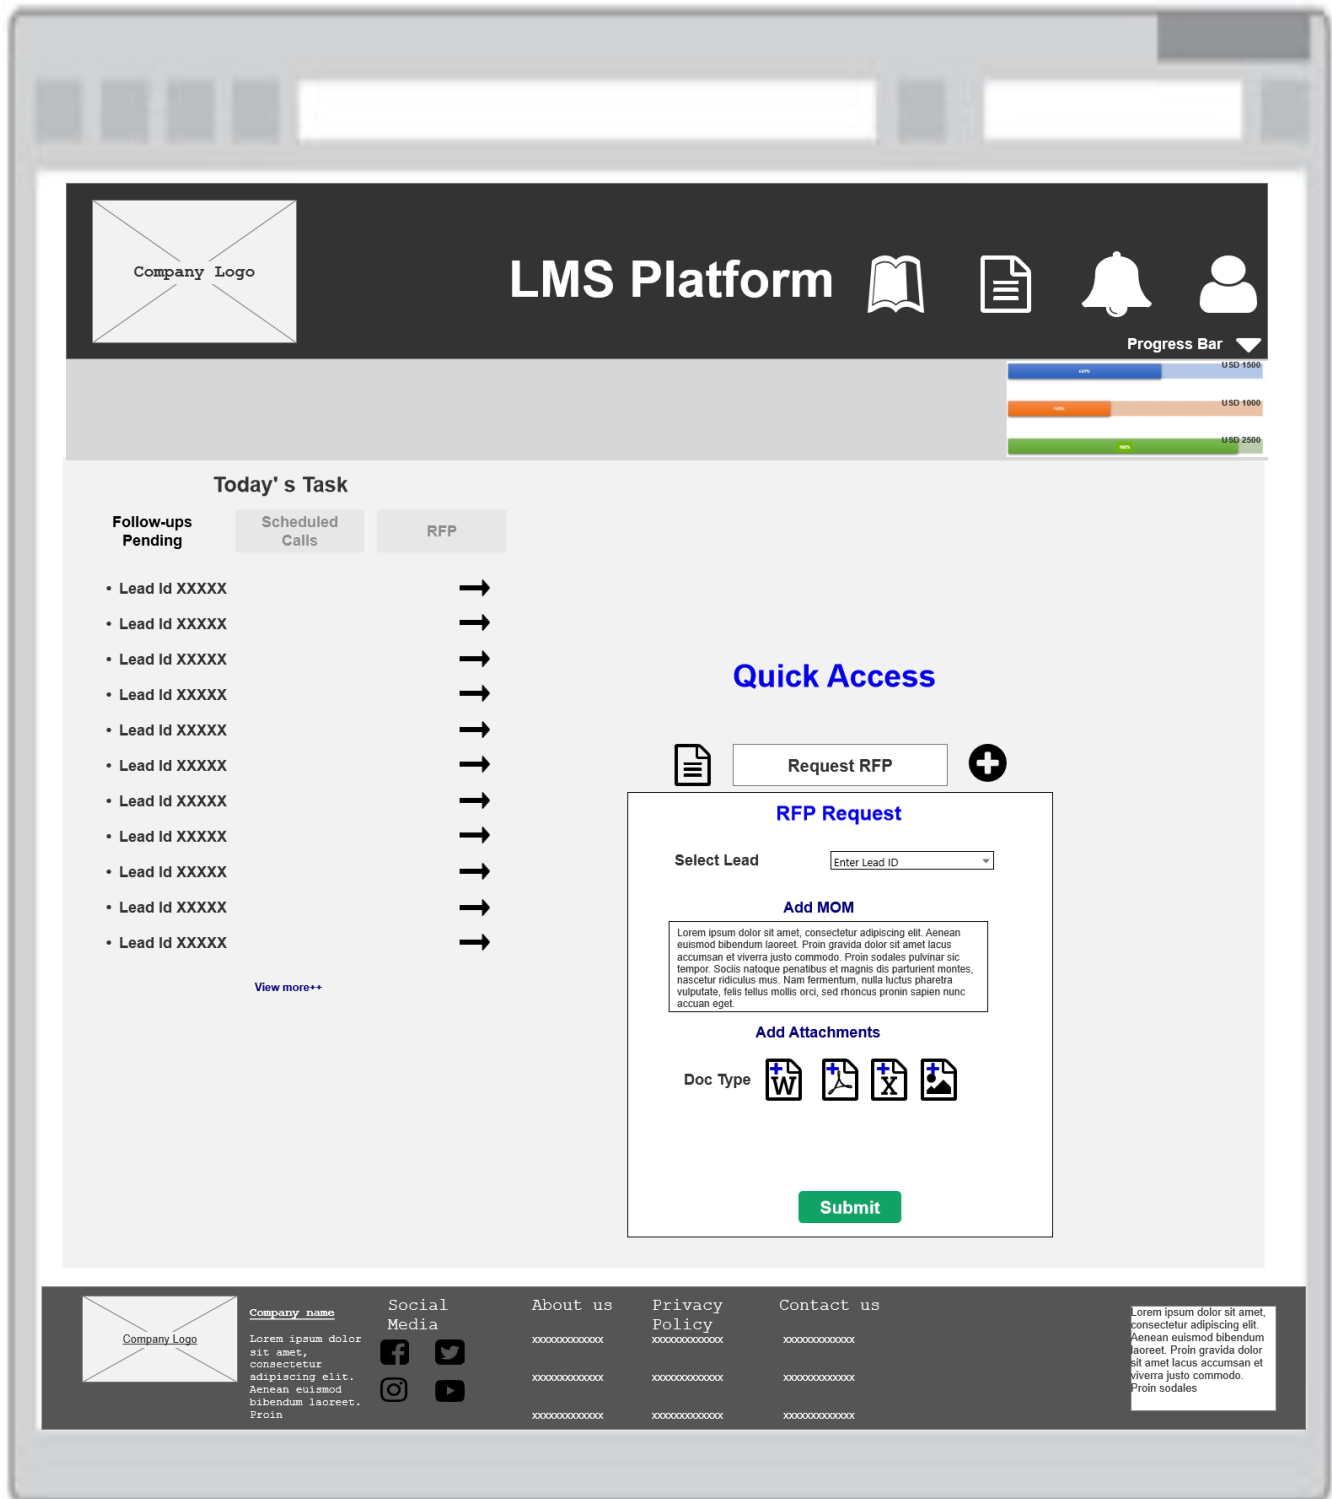 Company Logo
LMS Platform
Progress Bar
USD 1500
USD 1000
USD 2500
Today' s Task
Follow-ups
Pending
Scheduled
Calls
RFP
• Lead Id XXXXX
• Lead Id XXXXX
• Lead Id XXXXX
• Lead Id XXXXX
• Lead Id XXXXX
• Lead Id XXXXX
• Lead Id XXXXX
• Lead Id XXXXX
• Lead Id XXXXX
• Lead Id XXXXX
• Lead Id XXXXX
View more++
Quick Access
Request RFP
RFP Request
Select Lead
Enter Lead ID
Add MOM
Lorem ipsum dolor sit amet, consectetur adipiscing elit. Aenean
euismod bibendum laoreet. Proin gravida dolor sit amet lacus
accumsan et viverra justo commodo. Proin sodales pulvinar sic
tempor. Sociis natoque penatibus et magnis dis parturient montes,
nascetur ridiculus mus. Nam fermentum, nulla luctus pharetra
vulputate, felis tellus mollis orci, sed rhoncus pronin sapien nunc
accuan eget.
Add Attachments
Doc Type
W
X
Submit
Company Logo
Company name
Lorem ipsum dolor
sit amet,
consectetur
adipiscing elit.
Aenean euismod
bibendum laoreet.
Proin
Social
Media
About us
xxxxxxxxxxxxx
xxxxxxxxxxxxx
xxxxxxxxxxxxx
Privacy
Policy
xxxxxxxxxxxxx
xxxxxxxxxxxxx
xxxxxxxxxxxxx
Contact us
xxxxxxxxxxxxx
xxxxxxxxxxxxx
xxxxxxxxxxxxx
Lorem ipsum dolor sit amet,
consectetur adipiscing elit.
Aenean euismod bibendum
laoreet. Proin gravida dolor
sit amet lacus accumsan et
viverra justo commodo.
Proin sodales